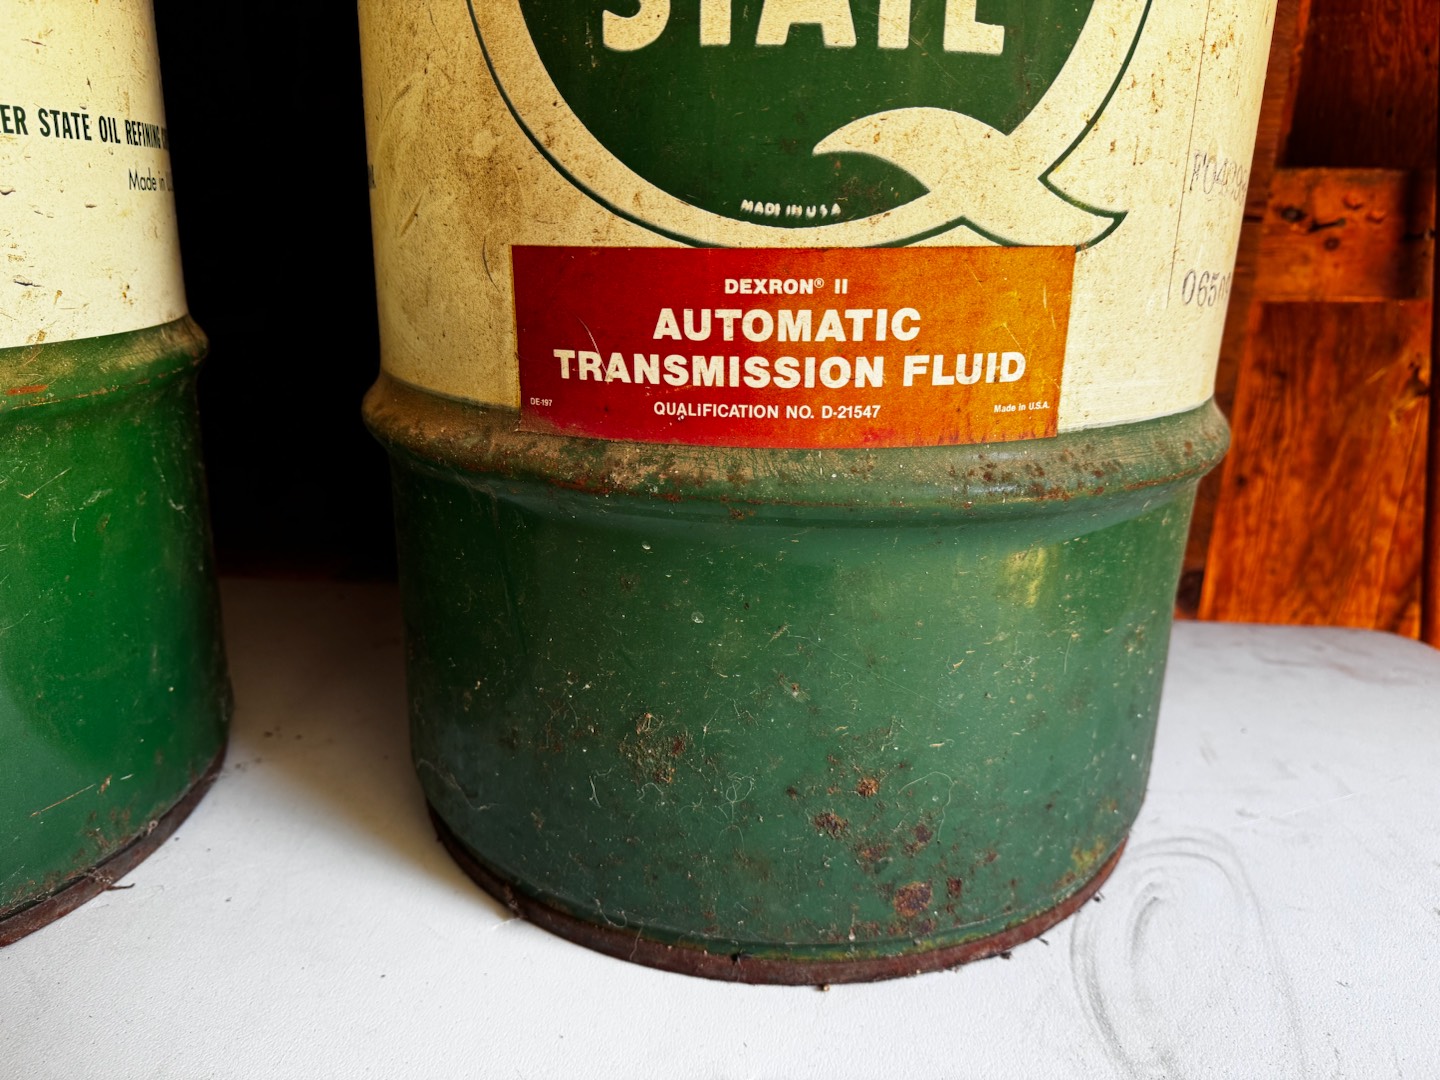 ER STATE OIL REFINING
Made in
STATE
MADE IN U S A
DEXRON® II
AUTOMATIC
TRANSMISSION FLUID
DE-197
QUALIFICATION NO. D-21547
Made in U.S.A.